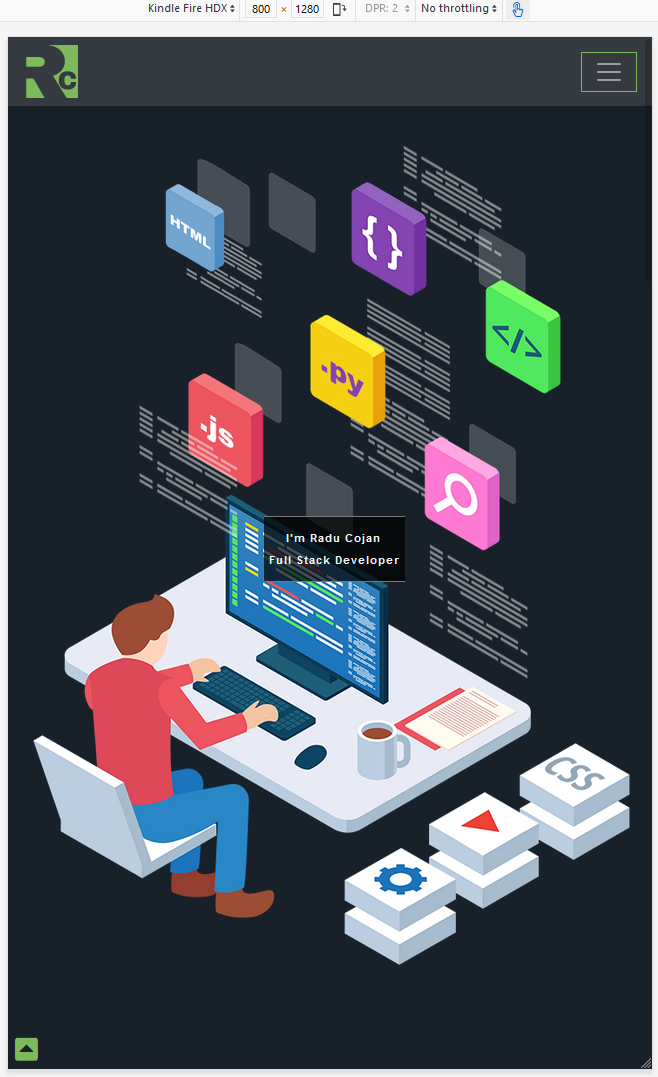 Kindle Fire HDX 800 × 1280 DPR: 2 No throttling
Rc
HTML
{ }
</>
.py
.js
I'm Radu Cojan
Full Stack Developer
CSS